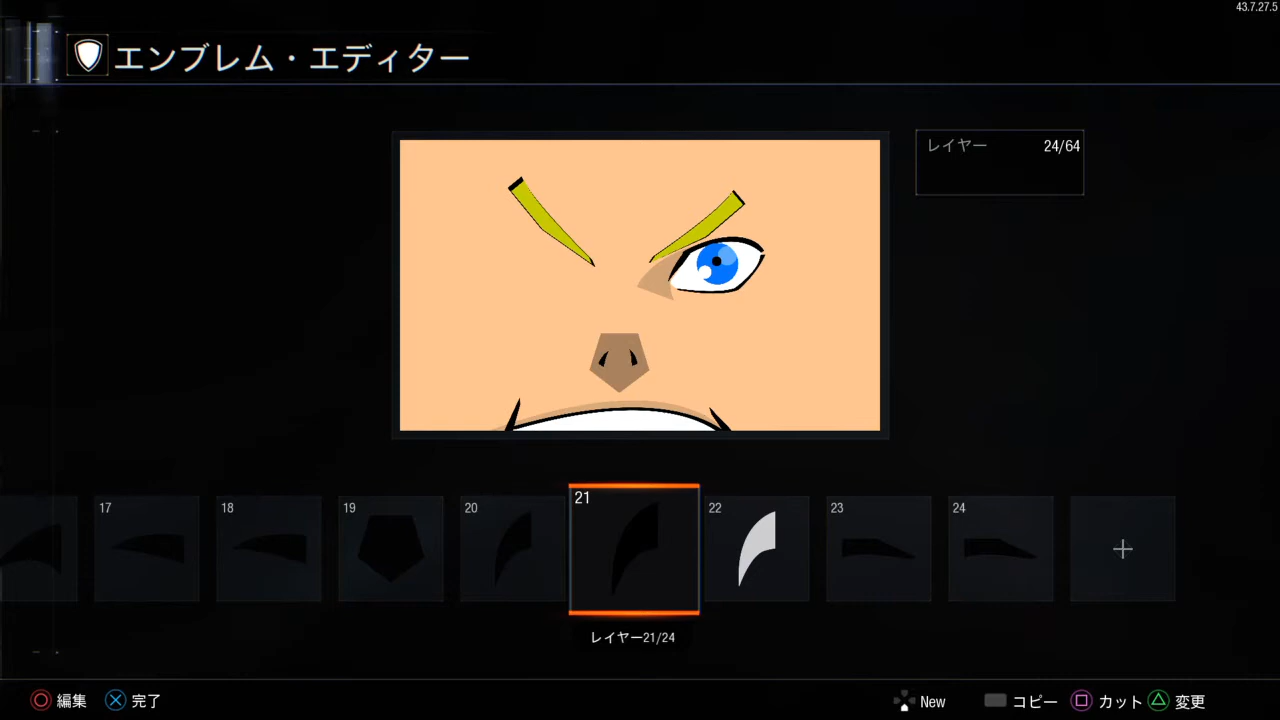 43.7.27.5
エンブレム・エディター
レイヤー 24/64
17 18 19 20 21 22 23 24
レイヤー21/24
編集 完了 New コピー カット 変更